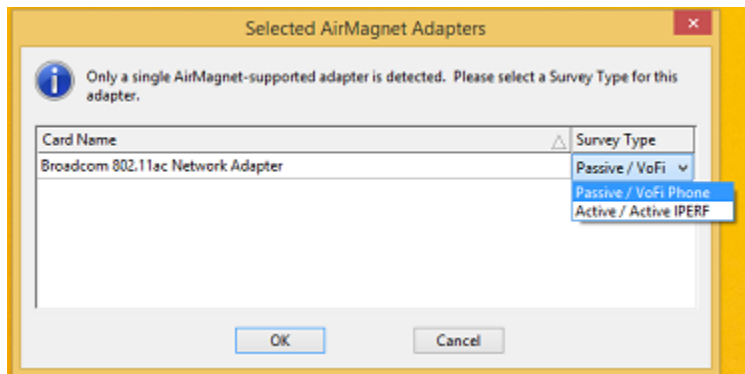 Selected AirMagnet Adapters
Only a single AirMagnet-supported adapter is detected. Please select a Survey Type for this
adapter.
Card Name Survey Type
Broadcom 802.11ac Network Adapter Passive / VoFi
Passive / VoFi Phone
Active / Active IPERF
OK Cancel